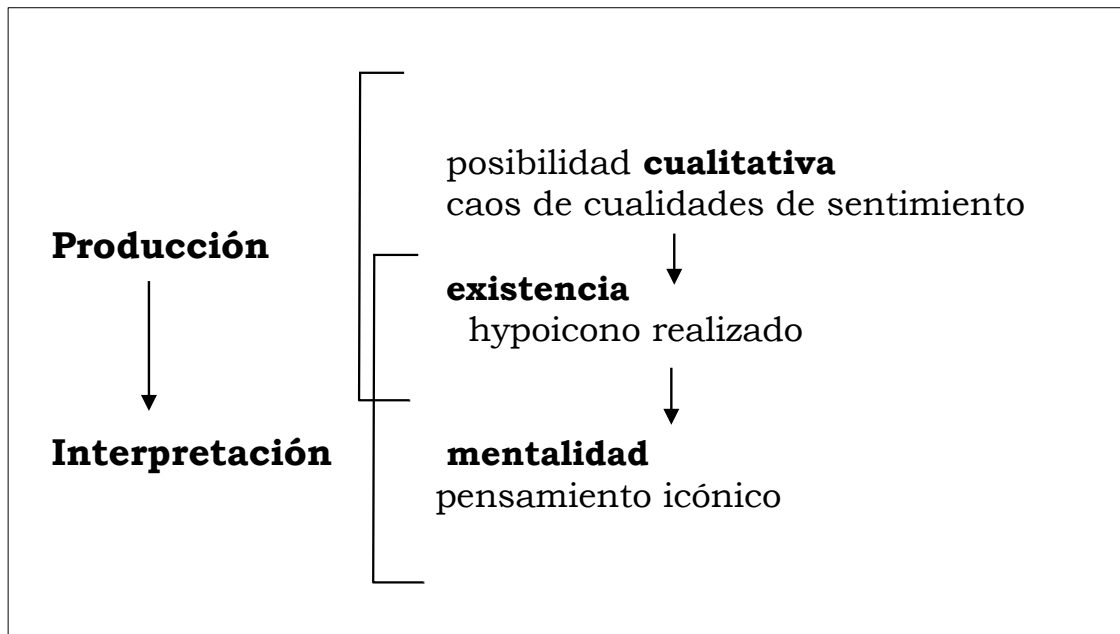 posibilidad cualitativa
caos de cualidades de sentimiento
Producción
existencia
hypoicono realizado
Interpretación
mentalidad
pensamiento icónico